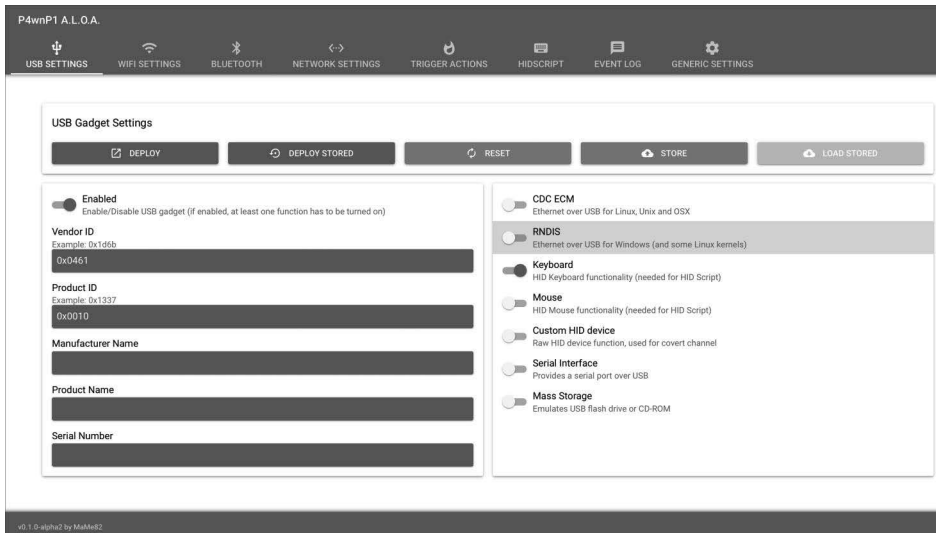 P4wnP1 A.L.O.A.
USB SETTINGS
WIFI SETTINGS
BLUETOOTH
NETWORK SETTINGS
TRIGGER ACTIONS
HIDSCRIPT
EVENT LOG
GENERIC SETTINGS
USB Gadget Settings
DEPLOY
DEPLOY STORED
RESET
STORE
LOAD STORED
Enabled
Enable/Disable USB gadget (if enabled, at least one function has to be turned on)
Vendor ID
Example: 0x1d6b
0x0461
Product ID
Example: 0x1337
0x0010
Manufacturer Name
Product Name
Serial Number
CDC ECM
Ethernet over USB for Linux, Unix and OSX
RNDIS
Ethernet over USB for Windows (and some Linux kernels)
Keyboard
HID Keyboard functionality (needed for HID Script)
Mouse
HID Mouse functionality (needed for HID Script)
Custom HID device
Raw HID device function, used for covert channel
Serial Interface
Provides a serial port over USB
Mass Storage
Emulates USB flash drive or CD-ROM
v0.1.0-alpha2 by MaMe82